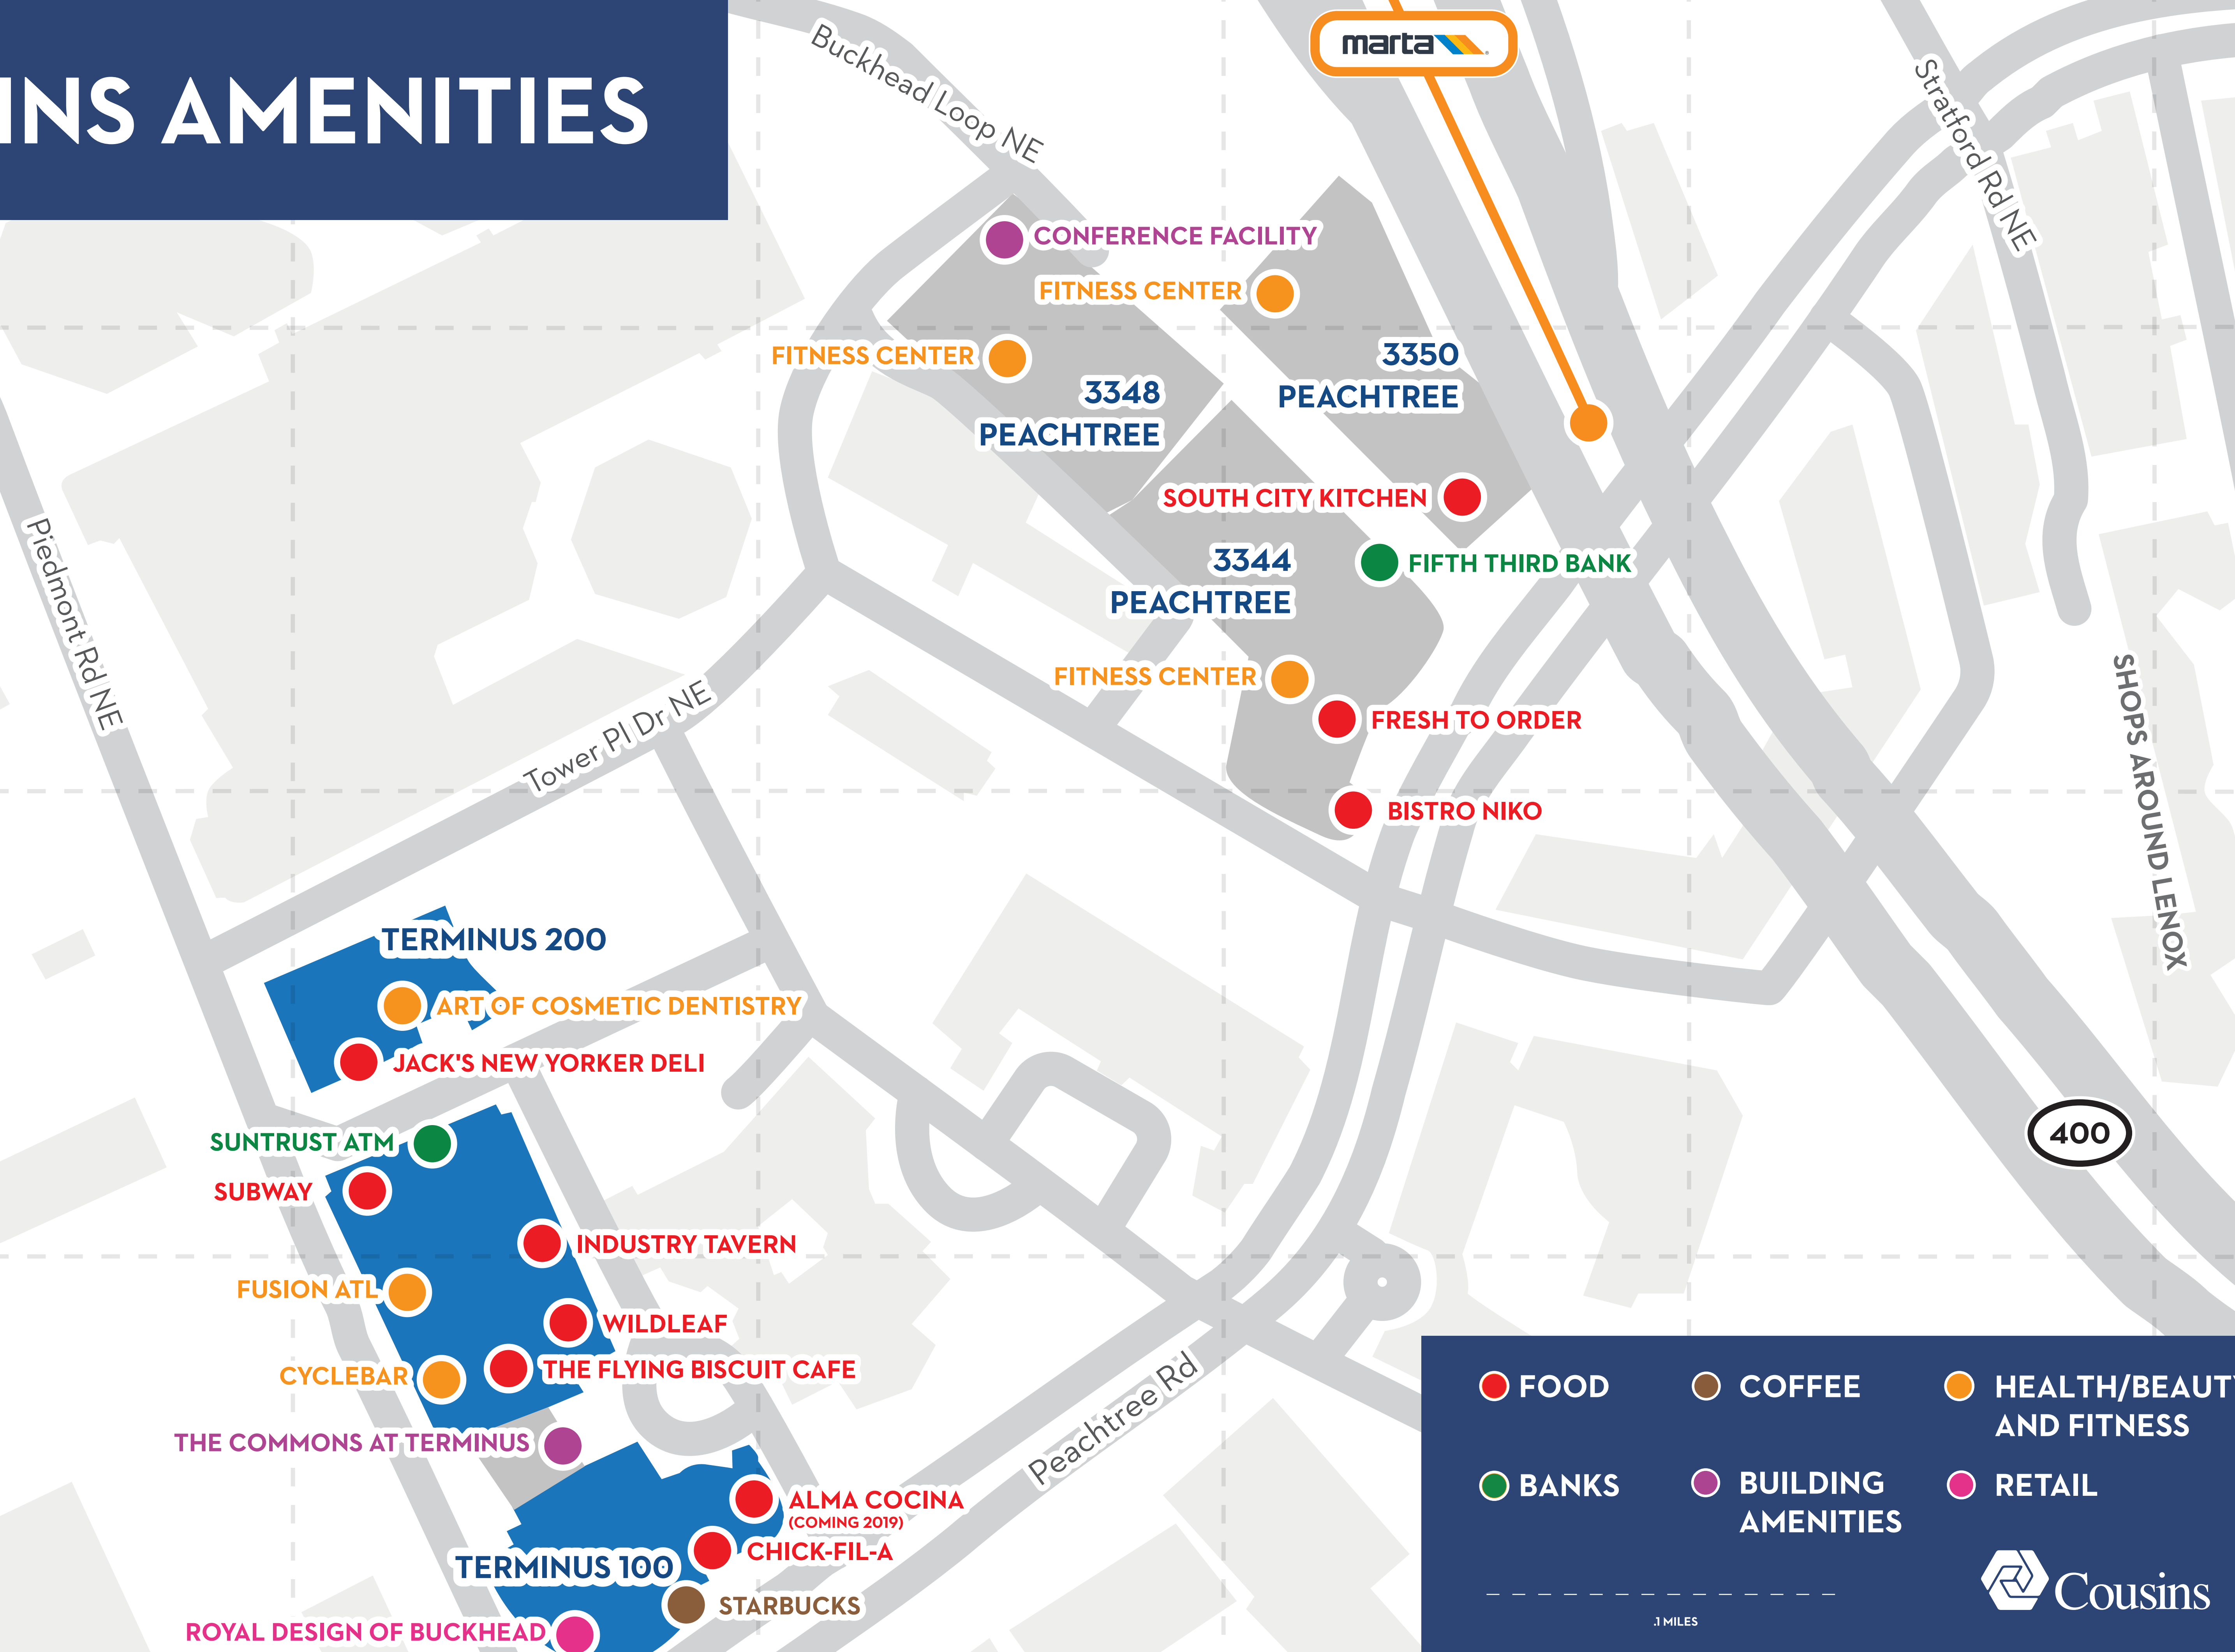 INS AMENITIES
Buckhead Loop NE
marta
Stratford Rd NE
CONFERENCE FACILITY
FITNESS CENTER
FITNESS CENTER
3350
PEACHTREE
3348
PEACHTREE
SOUTH CITY KITCHEN
FIFTH THIRD BANK
3344
PEACHTREE
Piedmont Rd NE
FITNESS CENTER
Tower Pl Dr NE
FRESH TO ORDER
SHOPS AROUND LENOX
BISTRO NIKO
TERMINUS 200
ART OF COSMETIC DENTISTRY
JACK'S NEW YORKER DELI
400
SUNTRUST ATM
SUBWAY
INDUSTRY TAVERN
FUSION ATL
WILDLEAF
THE FLYING BISCUIT CAFE
CYCLEBAR
Peachtree Rd
THE COMMONS AT TERMINUS
ALMA COCINA
(COMING 2019)
CHICK-FIL-A
TERMINUS 100
STARBUCKS
ROYAL DESIGN OF BUCKHEAD
FOOD
COFFEE
HEALTH/BEAUTY
AND FITNESS
BANKS
BUILDING
AMENITIES
RETAIL
.1 MILES
Cousins